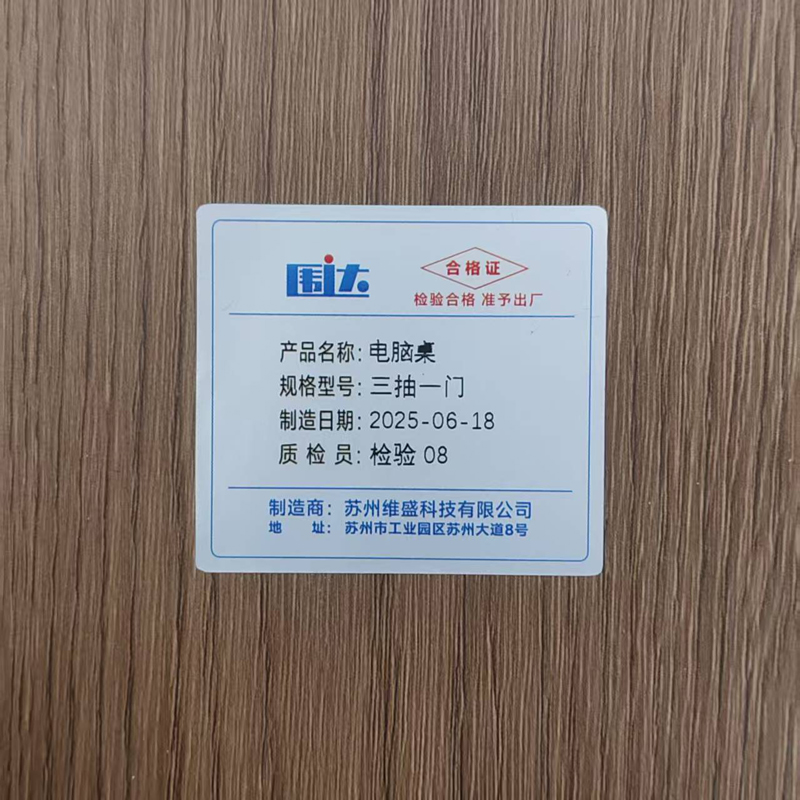 围达
合格证
检验合格 准予出厂
产品名称: 电脑桌
规格型号: 三抽一门
制造日期: 2025-06-18
质 检 员: 检验 08
制造商: 苏州维盛科技有限公司
地 址: 苏州市工业园区苏州大道8号